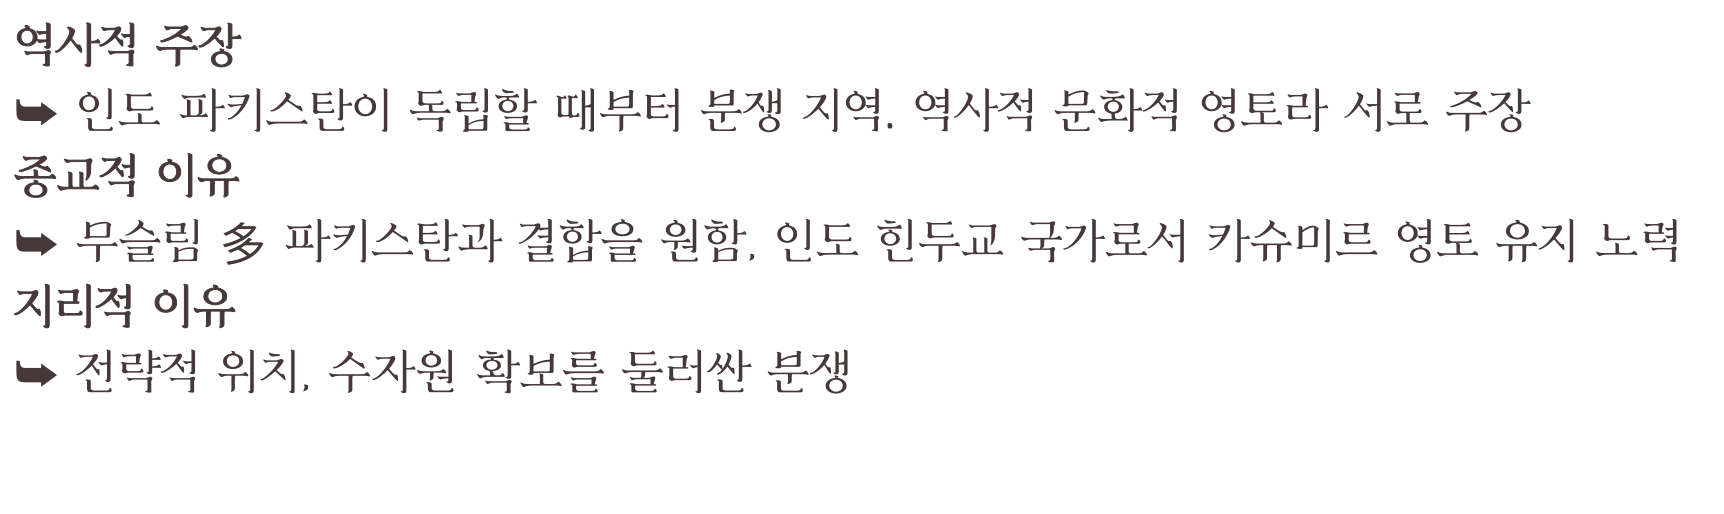 역사적 주장
➥ 인도 파키스탄이 독립할 때부터 분쟁 지역. 역사적 문화적 영토라 서로 주장
종교적 이유
➥ 무슬림 多 파키스탄과 결합을 원함, 인도 힌두교 국가로서 카슈미르 영토 유지 노력
지리적 이유
➥ 전략적 위치, 수자원 확보를 둘러싼 분쟁